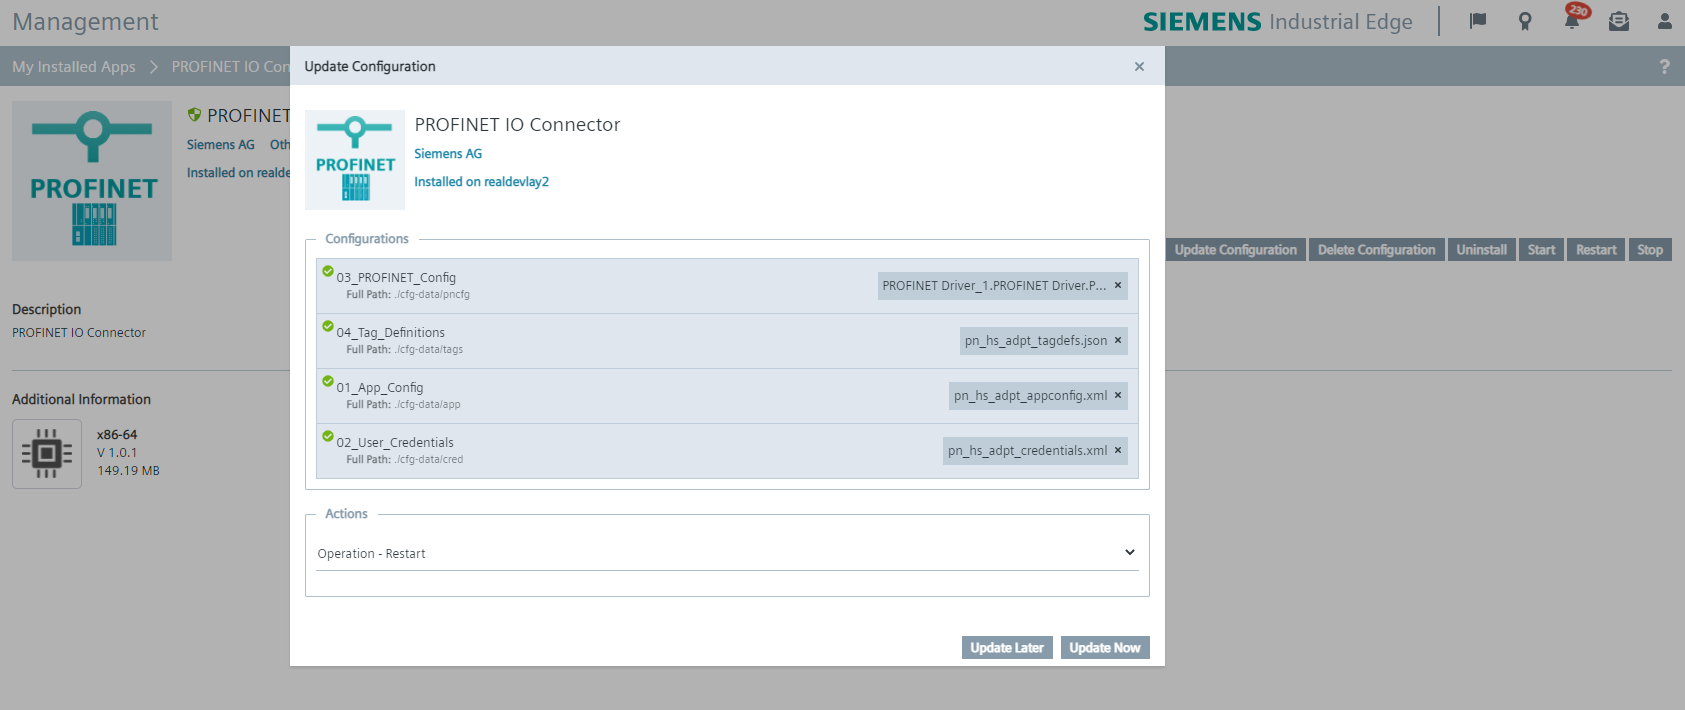 Management
SIEMENS Industrial Edge
230
My Installed Apps
PROFINET IO Con
?
Update Configuration
×
PROFINET
PROFINET
Siemens AG Oth
Installed on realde
PROFINET
PROFINET IO Connector
Siemens AG
Installed on realdevlay2
Update Configuration
Delete Configuration
Uninstall
Start
Restart
Stop
Description
PROFINET IO Connector
Additional Information
x86-64
V 1.0.1
149.19 MB
Configurations
03_PROFINET_Config
Full Path: ./cfg-data/pncfg
PROFINET Driver_1.PROFINET Driver.P... ×
04_Tag_Definitions
Full Path: ./cfg-data/tags
pn_hs_adpt_tagdefs.json ×
01_App_Config
Full Path: ./cfg-data/app
pn_hs_adpt_appconfig.xml ×
02_User_Credentials
Full Path: ./cfg-data/cred
pn_hs_adpt_credentials.xml ×
Actions
Operation - Restart
Update Later
Update Now